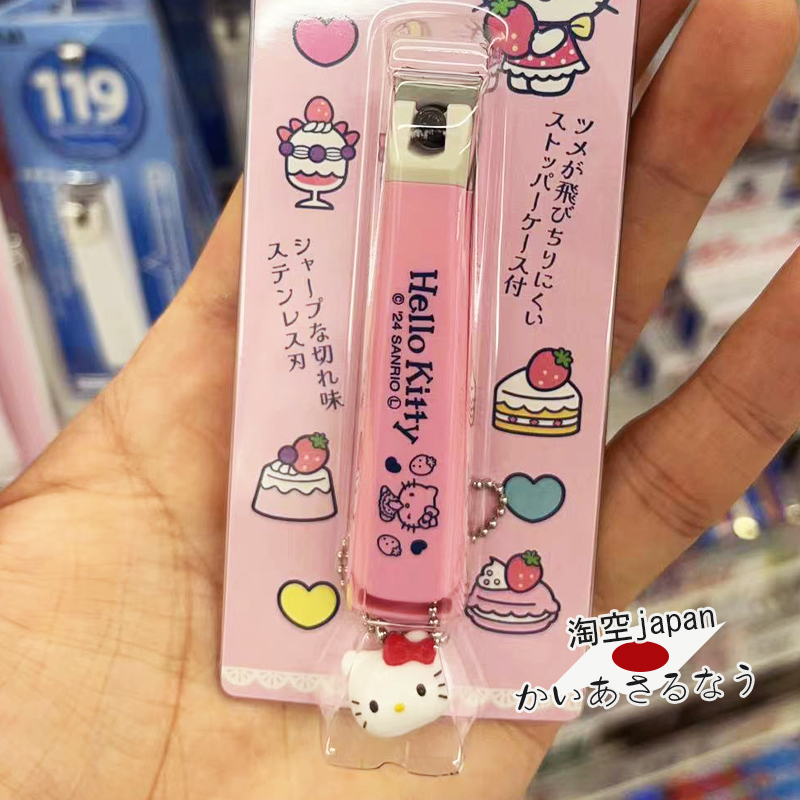 119
ツメが飛びちりにくい
ストッパーケース付
Hello Kitty
© '24 SANRIO Ⓛ
シャープな切れ味
ステンレス刃
淘空japan
かいあさるなう